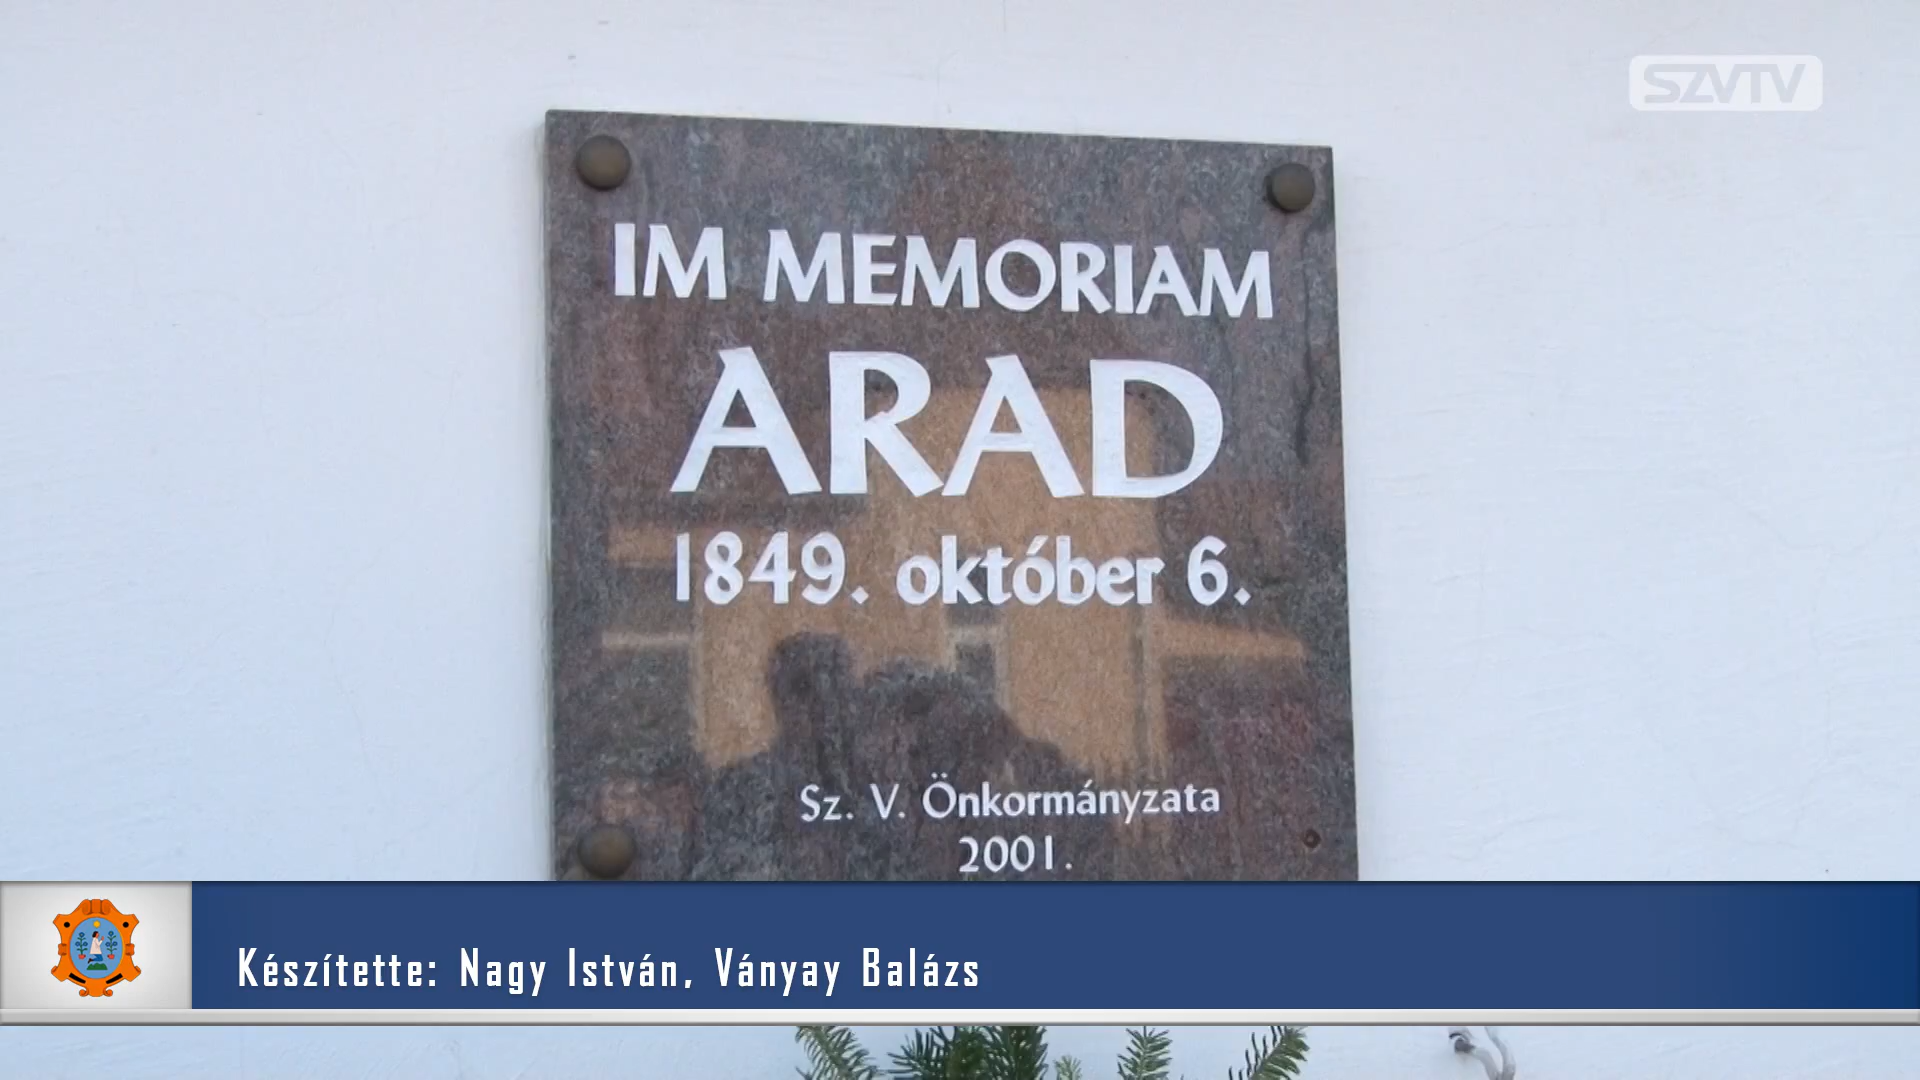 SZVTV
IM MEMORIAM
ARAD
1849. október 6.
Sz. V. Önkormányzata
2001.
Készítette: Nagy István, Ványay Balázs